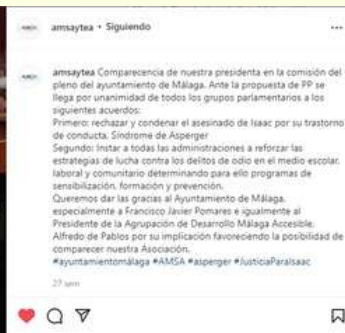 amsaytea • Siguiendo
amsaytea Comparecencia de nuestra presidenta en la comisión del
pleno del ayuntamiento de Málaga. Ante la propuesta de PP se
llega por unanimidad de todos los grupos parlamentarios a los
siguientes acuerdos:
Primero: rechazar y condenar el asesinado de Isaac por su trastorno
de conducta. Síndrome de Asperger
Segundo: Instar a todas las administraciones a reforzar las
estrategias de lucha contra los delitos de odio en el medio escolar,
laboral y comunitario determinando para ello programas de
sensibilización, formación y prevención.
Queremos dar las gracias al Ayuntamiento de Málaga,
especialmente a Francisco Javier Pomares e igualmente al
Presidente de la Agrupación de Desarrollo Málaga Accesible,
Alfredo de Pablos por su implicación favoreciendo la posibilidad de
comparecer nuestra Asociación.
#ayuntamientomálaga #AMSA #asperger #JusticiaParaIsaac
27 sem